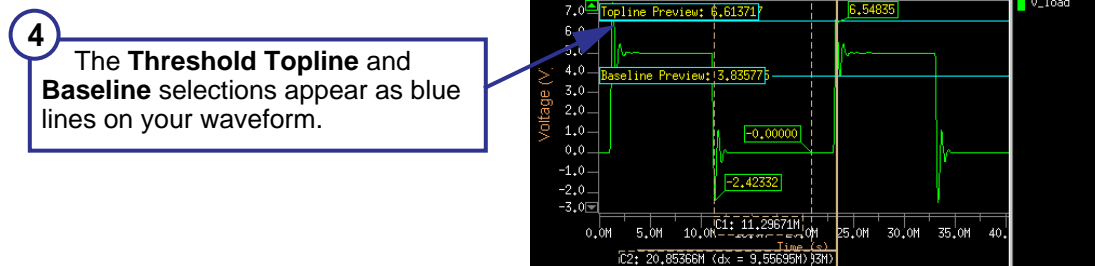 4
The Threshold Topline and
Baseline selections appear as blue
lines on your waveform.
7.0
Topline Preview: 6.613717
6.54835
V_load
6.0
5.0
4.0
Baseline Preview: 3.835775
3.0
2.0
1.0
-0.00000
0.0
-1.0
-2.42332
-2.0
-3.0
Voltage (V)
C1: 11.29671M
0.0M 5.0M 10.0M 25.0M 30.0M 35.0M 40.
Time (s)
C2: 20.85366M (dx = 9.55695M)